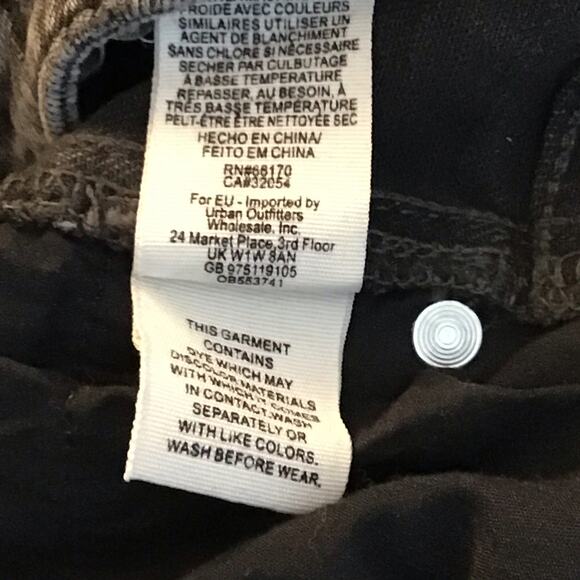 FROIDE AVEC COULEURS
SIMILAIRES UTILISER UN
AGENT DE BLANCHIMENT
SANS CHLORE SI NÉCESSAIRE
SECHER PAR CULBUTAGE
À BASSE TEMPÉRATURE
REPASSER, AU BESOIN, À
TRÈS BASSE TEMPÉRATURE
PEUT-ÊTRE ÊTRE NETTOYÉE SEC
HECHO EN CHINA/
FEITO EM CHINA
RN#66170
CA#32054
For EU - Imported by
Urban Outfitters
Wholesale, Inc.
24 Market Place,3rd Floor
UK W1W 8AN
GB 975119105
OB553741
THIS GARMENT
CONTAINS
DYE WHICH MAY
DISCOLOR MATERIALS
WITH WHICH IT COMES
IN CONTACT.WASH
SEPARATELY OR
WITH LIKE COLORS.
WASH BEFORE WEAR.